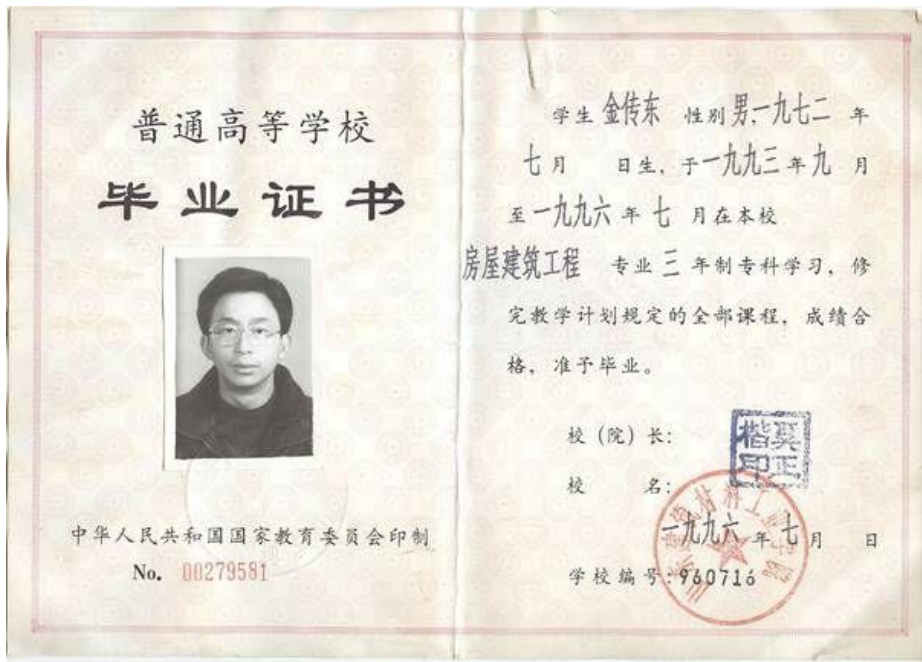 普通高等学校
毕业证书
中华人民共和国国家教育委员会印制
No. 00279581
学生 金传东 性别 男,一九七二 年
七月 日生, 于一九九三年九 月
至一九九六年七 月在本校
房屋建筑工程 专业 三 年制专科学习, 修
完教学计划规定的全部课程, 成绩合
格, 准予毕业。
校 (院) 长:
校 名:
一九九六 年 七 月 日
学校编号: 960716